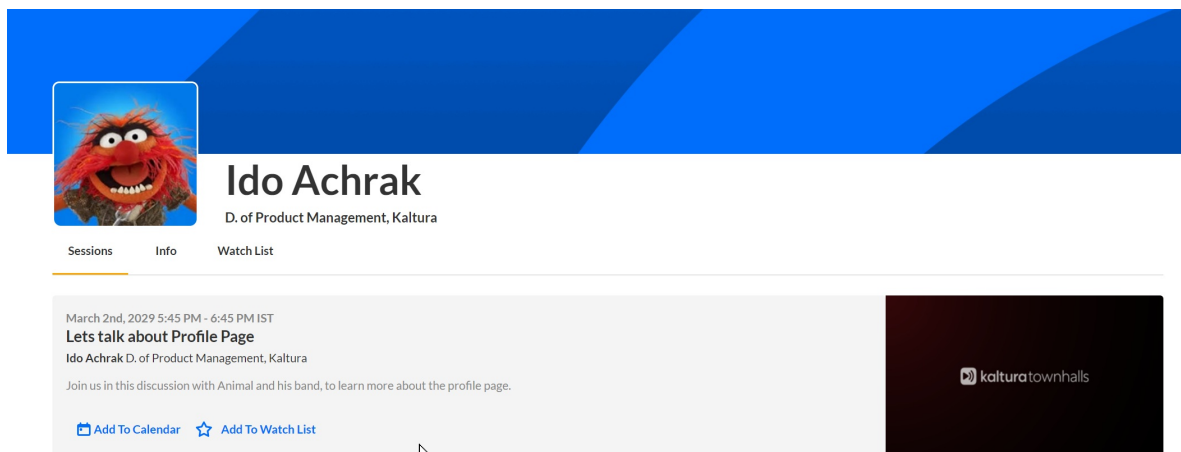 Ido Achrak
D. of Product Management, Kaltura
Sessions Info Watch List
March 2nd, 2029 5:45 PM - 6:45 PM IST
Lets talk about Profile Page
Ido Achrak D. of Product Management, Kaltura
Join us in this discussion with Animal and his band, to learn more about the profile page.
Add To Calendar Add To Watch List
kalturatownhalls